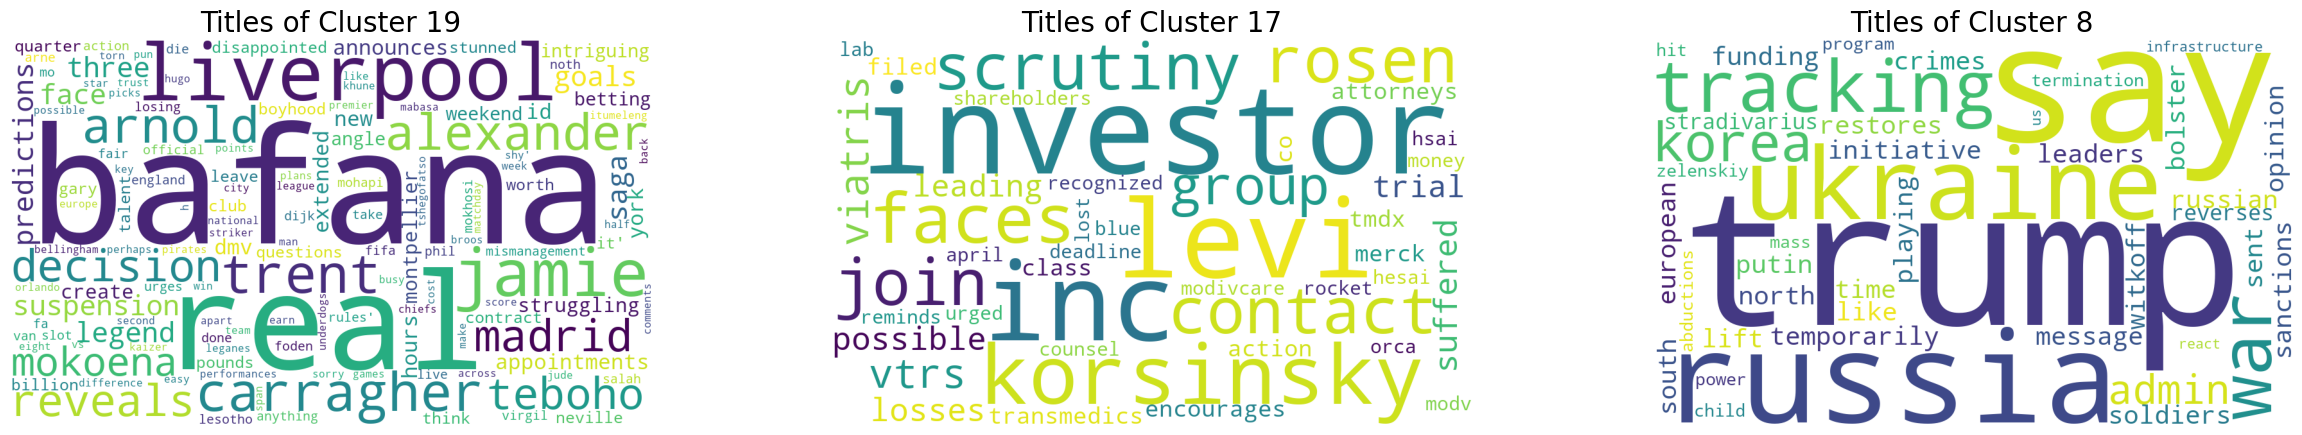 Titles of Cluster 19
quarter action die disappointed announces stunned intriguing
arne torn pun hugo noth
mo three liverpool like khune goals
star trust picks
face losing boyhood premier mabasa weekend id betting
possible
predictions arnold new alexander itumeleng
angle
fair official points extended shy' week saga back
key england leave plans mohapi tshegofatso worth
bafana
gary talent city league mokhosi matchday york
europe h club dijk take
national striker man fifa broos half
bellingham perhaps pirates dmv questions phil mismanagement it'
decision trent hours montpellier jamie
orlando urges win busy
create cost score struggling
suspension real chiefs contract comments
fa second apart earn rules' underdogs make
van slot legend team madrid
eight vs kaizer done foden
mokoena leganes pounds appointments
billion difference easy performances sorry games live across jude salah
reveals carragher teboho
span
lesotho anything think virgil neville
Titles of Cluster 17
lab scrutiny rosen
filed shareholders attorneys
investor
viatris co hsai
money
leading recognized group trial
faces lost blue levi tmdx
april deadline merck
join class hesai suffered
inc modivcare rocket
reminds urged contact
possible
counsel action orca
vtrs korsinsky
losses transmedics encourages modv
Titles of Cluster 8
hit funding program say infrastructure
crimes
tracking termination bolster
stradivarius restores us opinion
korea initiative leaders
zelenskiy
ukraine russian
european playing reverses
mass trump witkoff sent
putin
abductions north time war sanctions
like
lift temporarily message react
south power russia admin
child soldiers